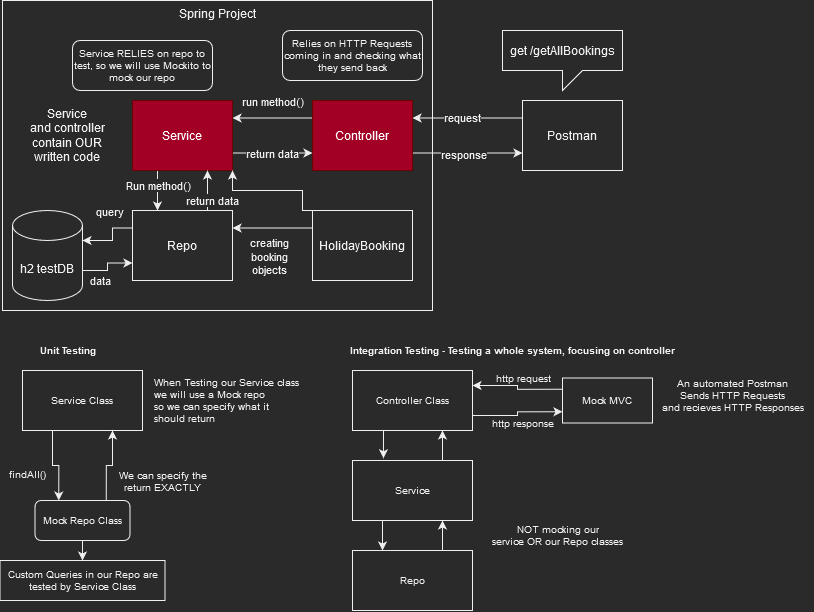 Spring Project
Service RELIES on repo to
test, so we will use Mockito to
mock our repo
Relies on HTTP Requests
coming in and checking what
they send back
get /getAllBookings
Service
and controller
contain OUR
written code
Service
run method()
return data
Controller
request
response
Postman
Run method()
return data
query
data
h2 testDB
Repo
creating
booking
objects
HolidayBooking
Unit Testing
Service Class
When Testing our Service class
we will use a Mock repo
so we can specify what it
should return
findAll()
We can specify the
return EXACTLY
Mock Repo Class
Custom Queries in our Repo are
tested by Service Class
Integration Testing - Testing a whole system, focusing on controller
Controller Class
http request
http response
Mock MVC
An automated Postman
Sends HTTP Requests
and recieves HTTP Responses
Service
NOT mocking our
service OR our Repo classes
Repo